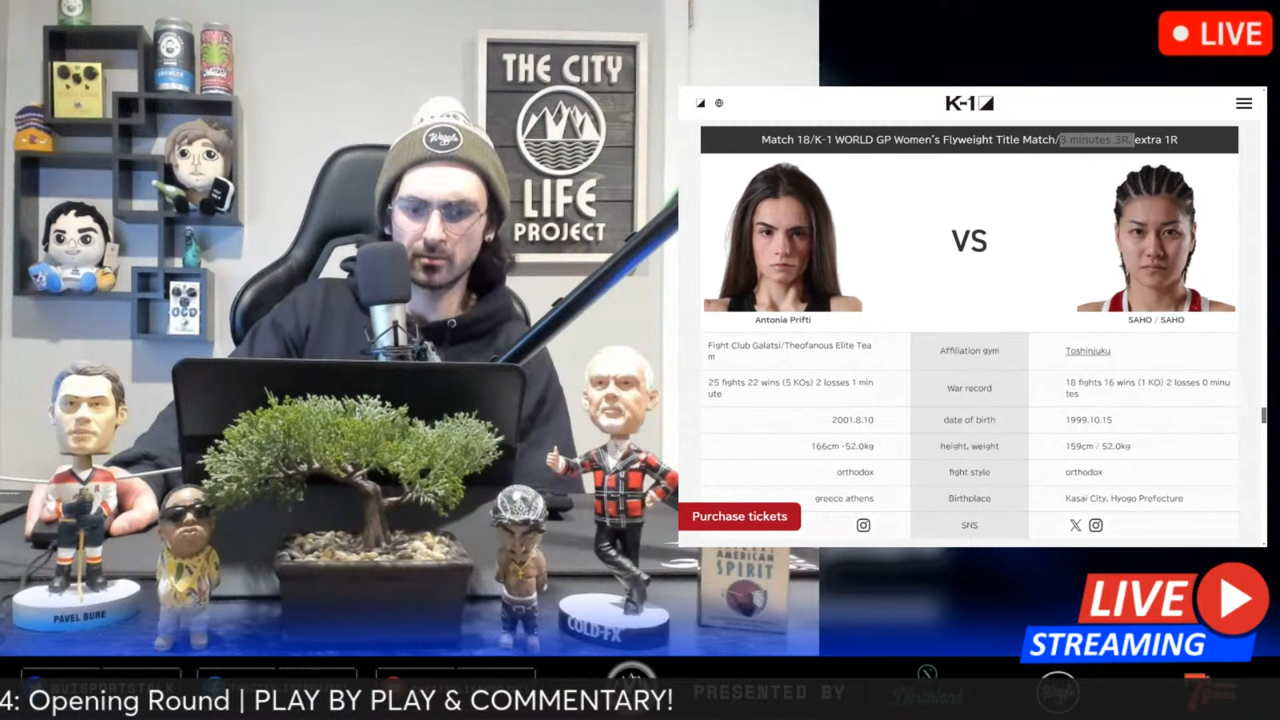 LIVE
THE CITY
LIFE
PROJECT
Weggle
OCD
K-1
Match 18/K-1 WORLD GP Women's Flyweight Title Match/3 minutes 3R, extra 1R
VS
Antonia Prifti
SAHO / SAHO
Fight Club Galatsi/Theofanous Elite Tea
m
Affiliation gym
Toshinjuku
25 fights 22 wins (5 KOs) 2 losses 1 min
ute
War record
18 fights 16 wins (1 KO) 2 losses 0 minu
tes
2001.8.10
date of birth
1999.10.15
166cm -52.0kg
height, weight
159cm / 52.0kg
orthodox
fight style
orthodox
greece athens
Birthplace
Kasai City, Hyogo Prefecture
Purchase tickets
SNS
AMERICAN
SPIRIT
PAVEL BURE
COLD-FX
LIVE
STREAMING
PRESENTED BY
4: Opening Round | PLAY BY PLAY & COMMENTARY!